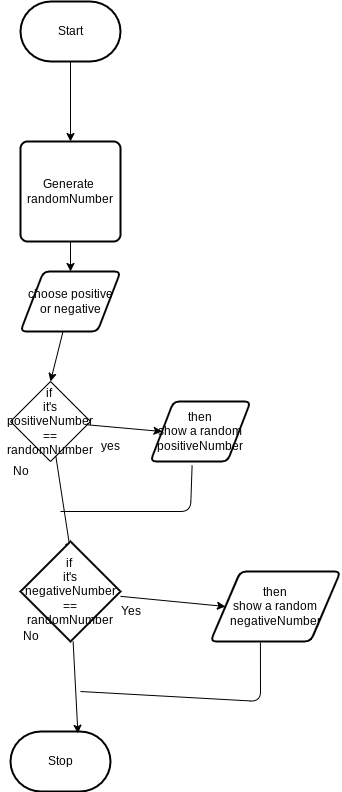 Start
Generate
randomNumber
choose positive
or negative
if
it's
positiveNumber
==
randomNumber
yes
No
then
show a random
positiveNumber
if
it's
negativeNumber
==
randomNumber
Yes
No
then
show a random
negativeNumber
Stop